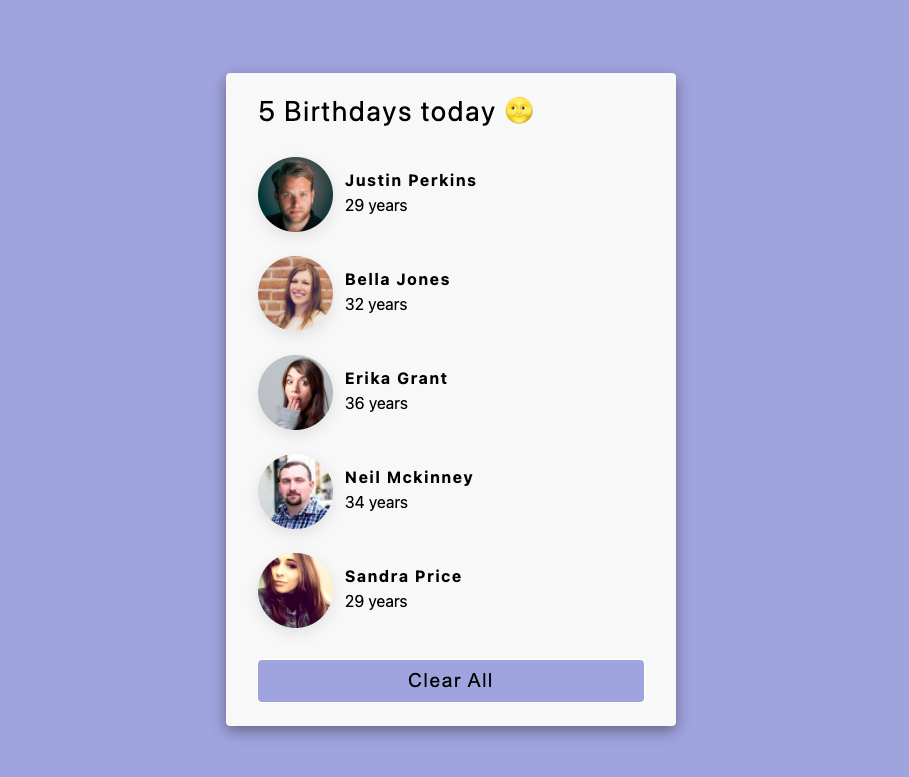 5 Birthdays today 🌝
Justin Perkins
29 years
Bella Jones
32 years
Erika Grant
36 years
Neil Mckinney
34 years
Sandra Price
29 years
Clear All